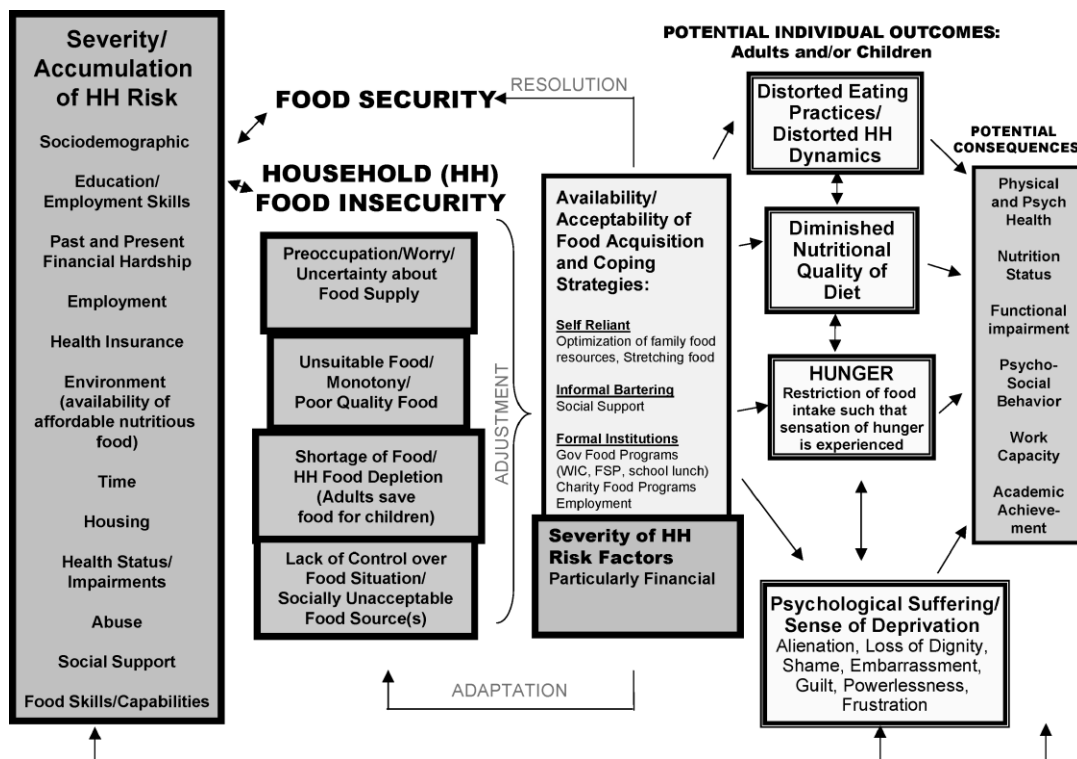 Severity/
Accumulation
of HH Risk
Sociodemographic
Education/
Employment Skills
Past and Present
Financial Hardship
Employment
Health Insurance
Environment
(availability of
affordable nutritious
food)
Time
Housing
Health Status/
Impairments
Abuse
Social Support
Food Skills/Capabilities
FOOD SECURITY
RESOLUTION
HOUSEHOLD (HH)
FOOD INSECURITY
Preoccupation/Worry/
Uncertainty about
Food Supply
Unsuitable Food/
Monotony/
Poor Quality Food
Shortage of Food/
HH Food Depletion
(Adults save
food for children)
Lack of Control over
Food Situation/
Socially Unacceptable
Food Source(s)
ADJUSTMENT
ADAPTATION
Availability/
Acceptability of
Food Acquisition
and Coping
Strategies:
Self Reliant
Optimization of family food
resources, Stretching food
Informal Bartering
Social Support
Formal Institutions
Gov Food Programs
(WIC, FSP, school lunch)
Charity Food Programs
Employment
Severity of HH
Risk Factors
Particularly Financial
POTENTIAL INDIVIDUAL OUTCOMES:
Adults and/or Children
Distorted Eating
Practices/
Distorted HH
Dynamics
Diminished
Nutritional
Quality of
Diet
HUNGER
Restriction of food
intake such that
sensation of hunger
is experienced
Psychological Suffering/
Sense of Deprivation
Alienation, Loss of Dignity,
Shame, Embarrassment,
Guilt, Powerlessness,
Frustration
POTENTIAL
CONSEQUENCES:
Physical
and Psych
Health
Nutrition
Status
Functional
impairment
Psycho-
Social
Behavior
Work
Capacity
Academic
Achieve-
ment